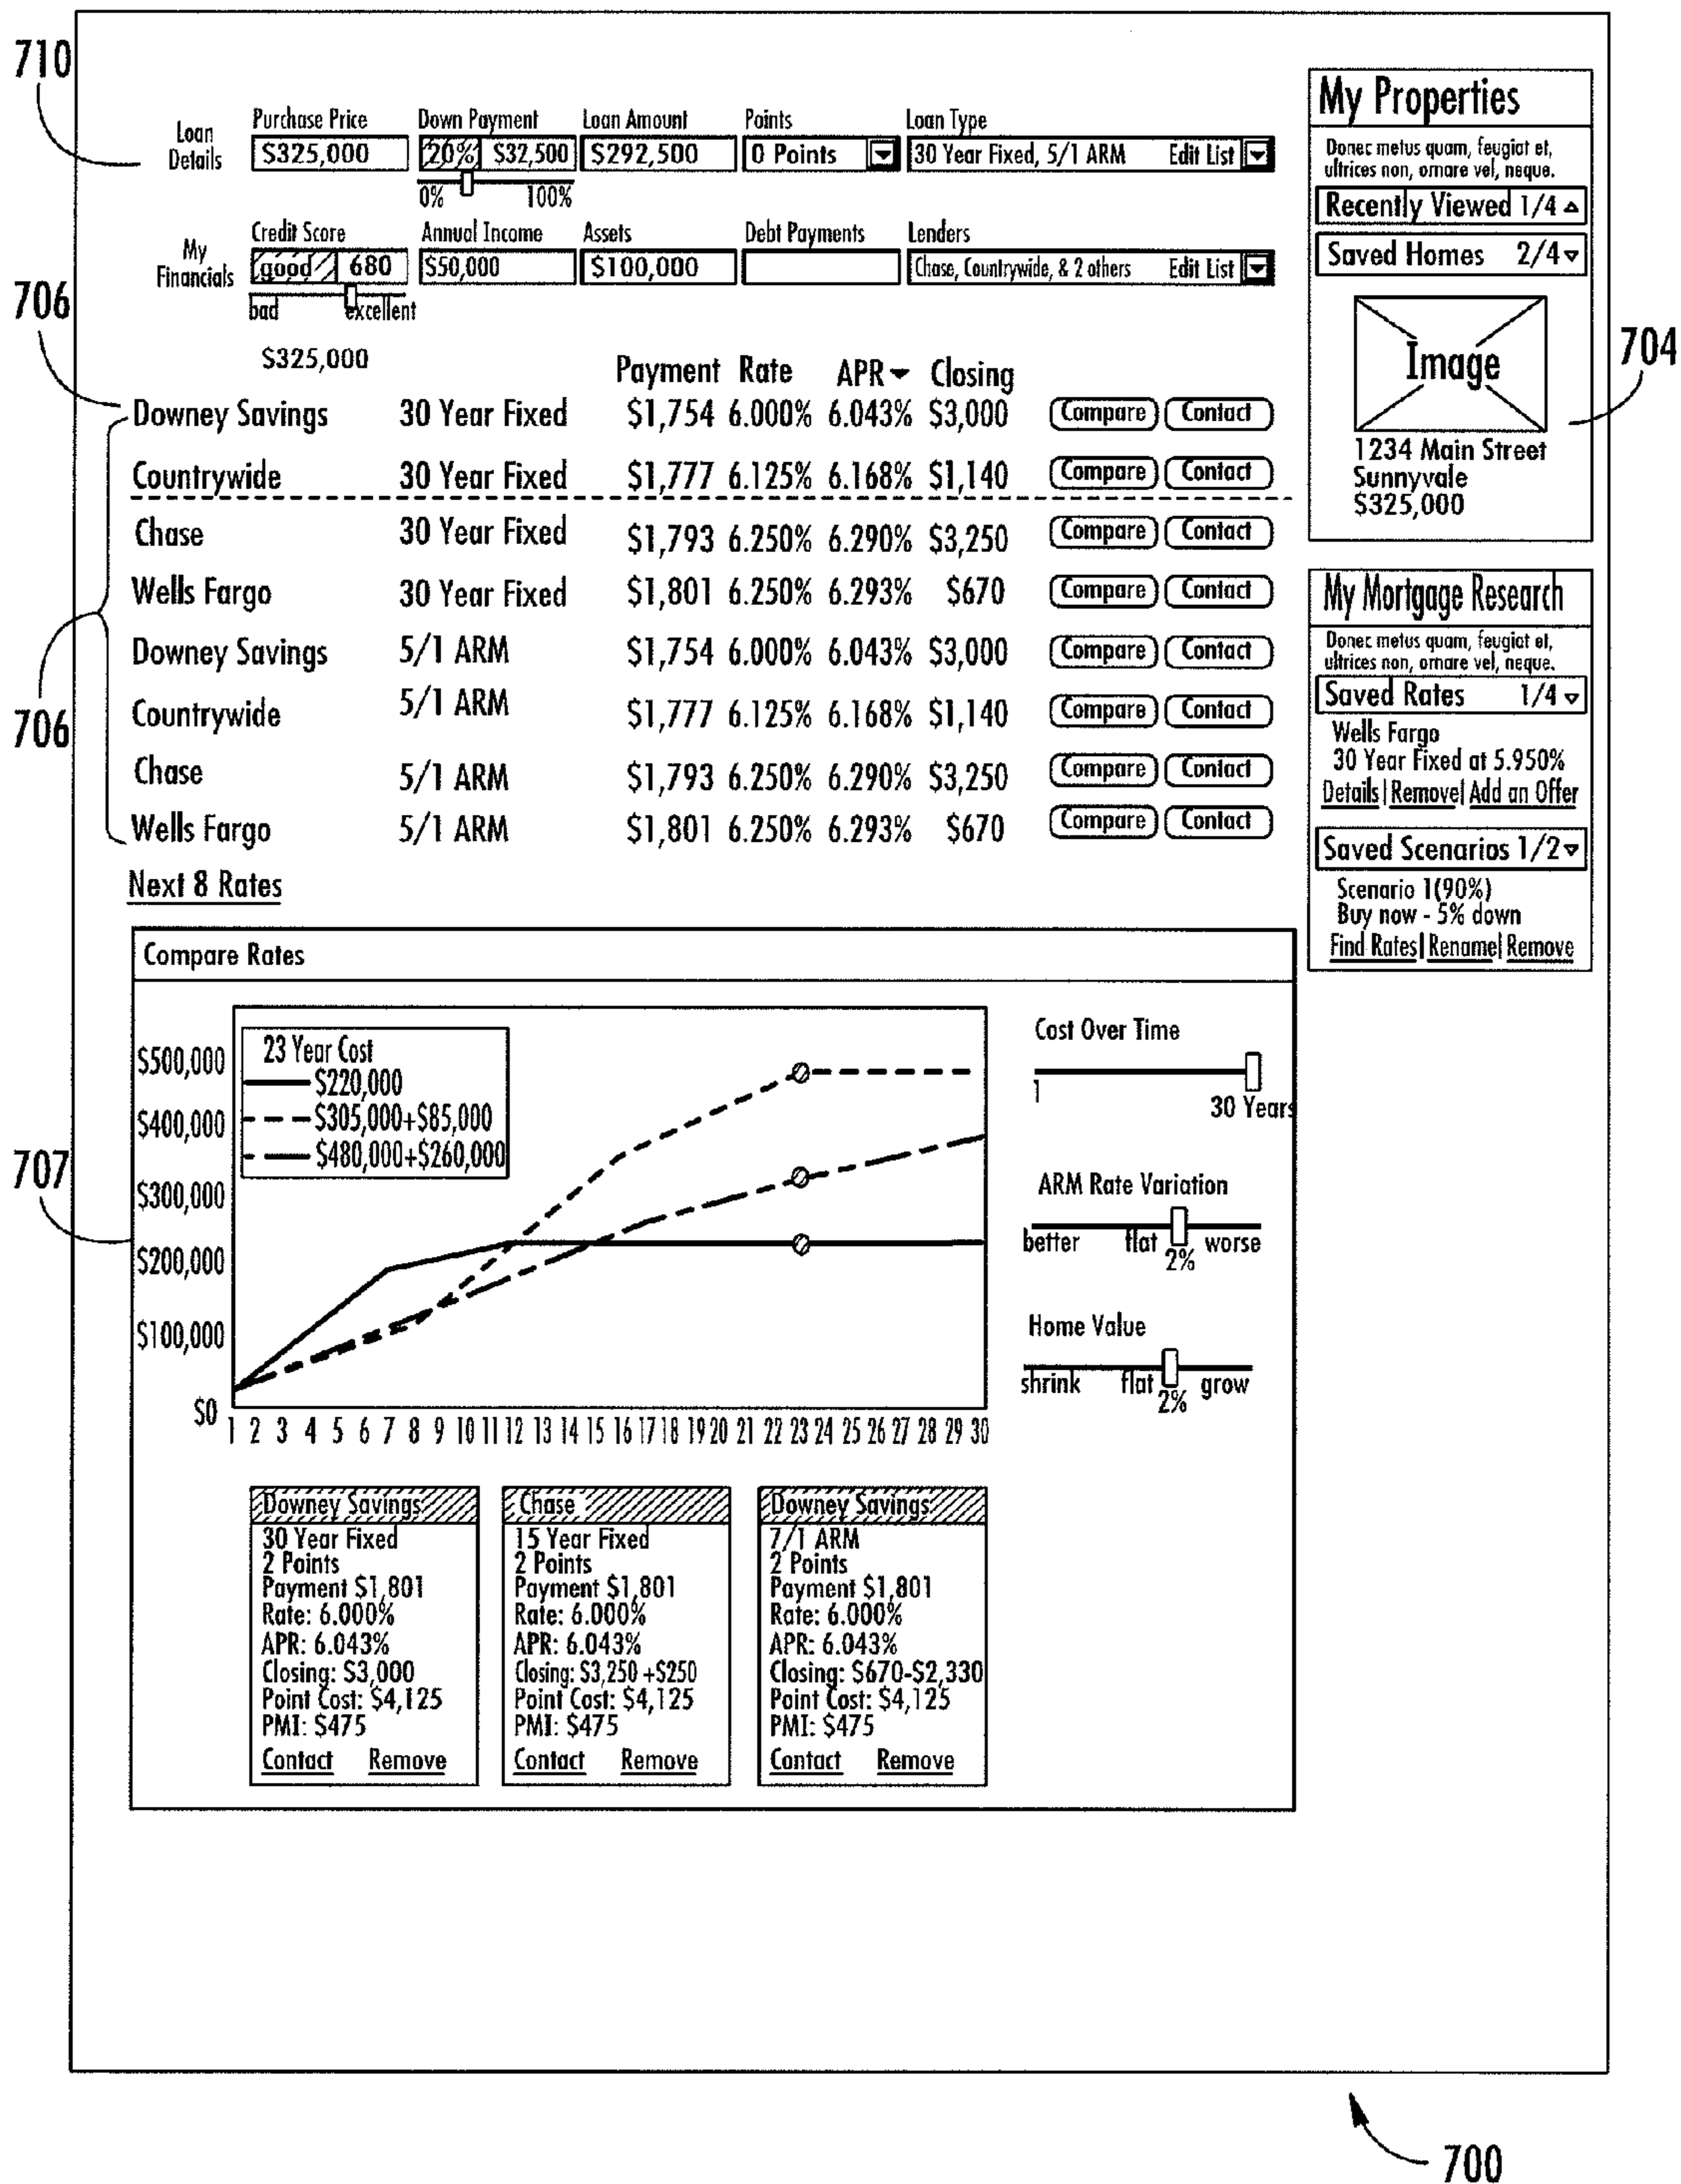 710
Loan Details
Purchase Price Down Payment Loan Amount Points Loan Type
$325,000 20% $32,500 $292,500 0 Points 30 Year Fixed, 5/1 ARM Edit List
0% 100%
My Financials
Credit Score Annual Income Assets Debt Payments Lenders
good 680 $50,000 $100,000 Chase, Countrywide, & 2 others Edit List
bad excellent
706
$325,000
Payment Rate APR Closing
Downey Savings 30 Year Fixed $1,754 6.000% 6.043% $3,000 Compare Contact
Countrywide 30 Year Fixed $1,777 6.125% 6.168% $1,140 Compare Contact
Chase 30 Year Fixed $1,793 6.250% 6.290% $3,250 Compare Contact
Wells Fargo 30 Year Fixed $1,801 6.250% 6.293% $670 Compare Contact
Downey Savings 5/1 ARM $1,754 6.000% 6.043% $3,000 Compare Contact
Countrywide 5/1 ARM $1,777 6.125% 6.168% $1,140 Compare Contact
Chase 5/1 ARM $1,793 6.250% 6.290% $3,250 Compare Contact
Wells Fargo 5/1 ARM $1,801 6.250% 6.293% $670 Compare Contact
706
Next 8 Rates
My Properties
Donec metus quam, feugiat et,
ultrices non, ornare vel, neque.
Recently Viewed 1/4
Saved Homes 2/4
Image
704
1234 Main Street
Sunnyvale
$325,000
My Mortgage Research
Donec metus quam, feugiat et,
ultrices non, ornare vel, neque.
Saved Rates 1/4
Wells Fargo
30 Year Fixed at 5.950%
Details | Remove | Add an Offer
Saved Scenarios 1/2
Scenario 1(90%)
Buy now - 5% down
Find Rates | Rename | Remove
Compare Rates
707
$500,000
$400,000
$300,000
$200,000
$100,000
$0
23 Year Cost
$220,000
$305,000+$85,000
$480,000+$260,000
1 2 3 4 5 6 7 8 9 10 11 12 13 14 15 16 17 18 19 20 21 22 23 24 25 26 27 28 29 30
Cost Over Time
1 30 Years
ARM Rate Variation
better flat 2% worse
Home Value
shrink flat 2% grow
Downey Savings
30 Year Fixed
2 Points
Payment $1,801
Rate: 6.000%
APR: 6.043%
Closing: $3,000
Point Cost: $4,125
PMI: $475
Contact Remove
Chase
15 Year Fixed
2 Points
Payment $1,801
Rate: 6.000%
APR: 6.043%
Closing: $3,250 +$250
Point Cost: $4,125
PMI: $475
Contact Remove
Downey Savings
7/1 ARM
2 Points
Payment $1,801
Rate: 6.000%
APR: 6.043%
Closing: $670-$2,330
Point Cost: $4,125
PMI: $475
Contact Remove
700